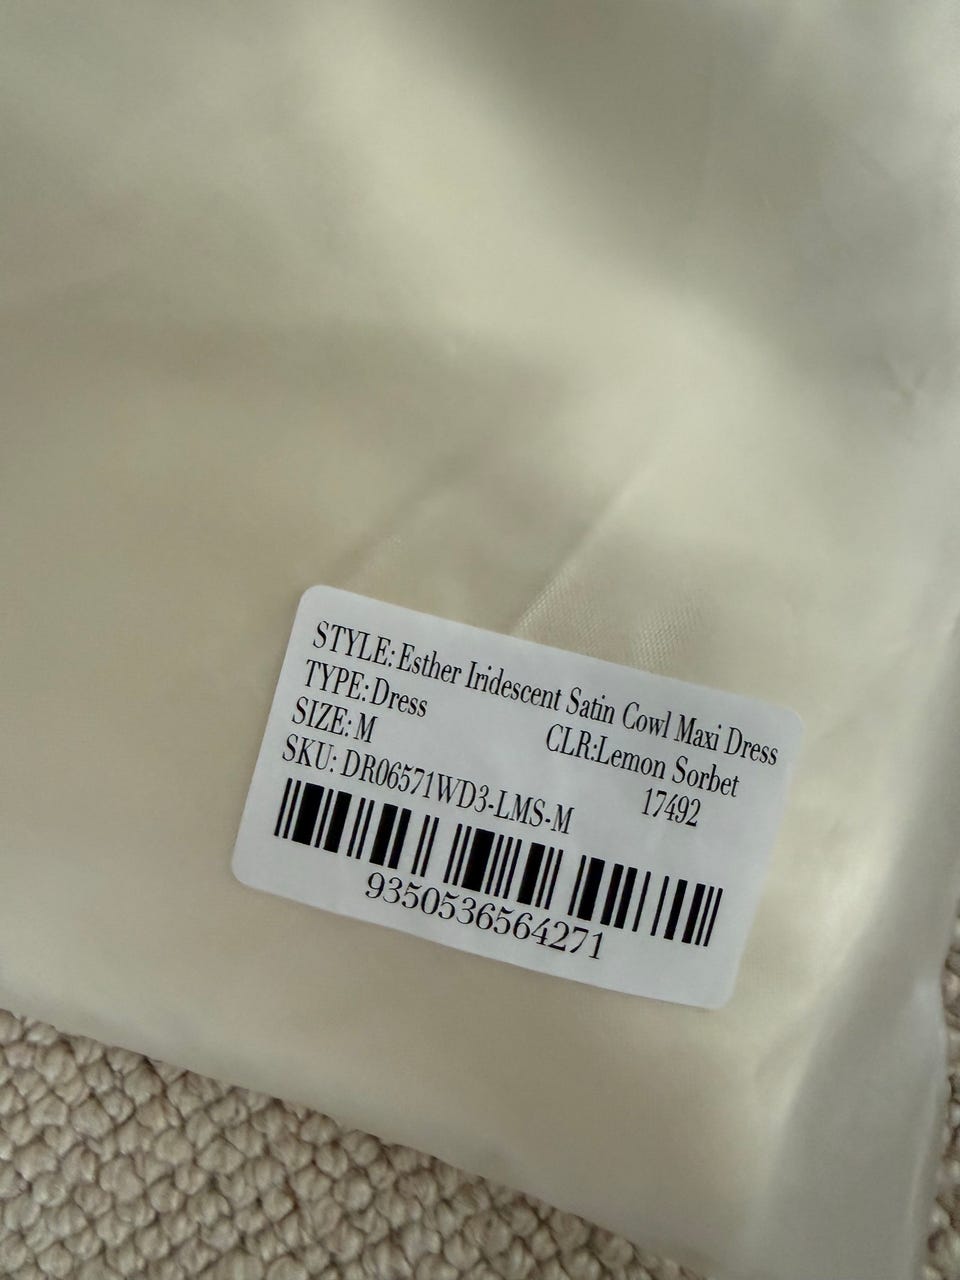 STYLE:Esther Iridescent Satin Cowl Maxi Dress
TYPE:Dress CLR:Lemon Sorbet
SIZE:M 17492
SKU: DR06571WD3-LMS-M
9350536564271